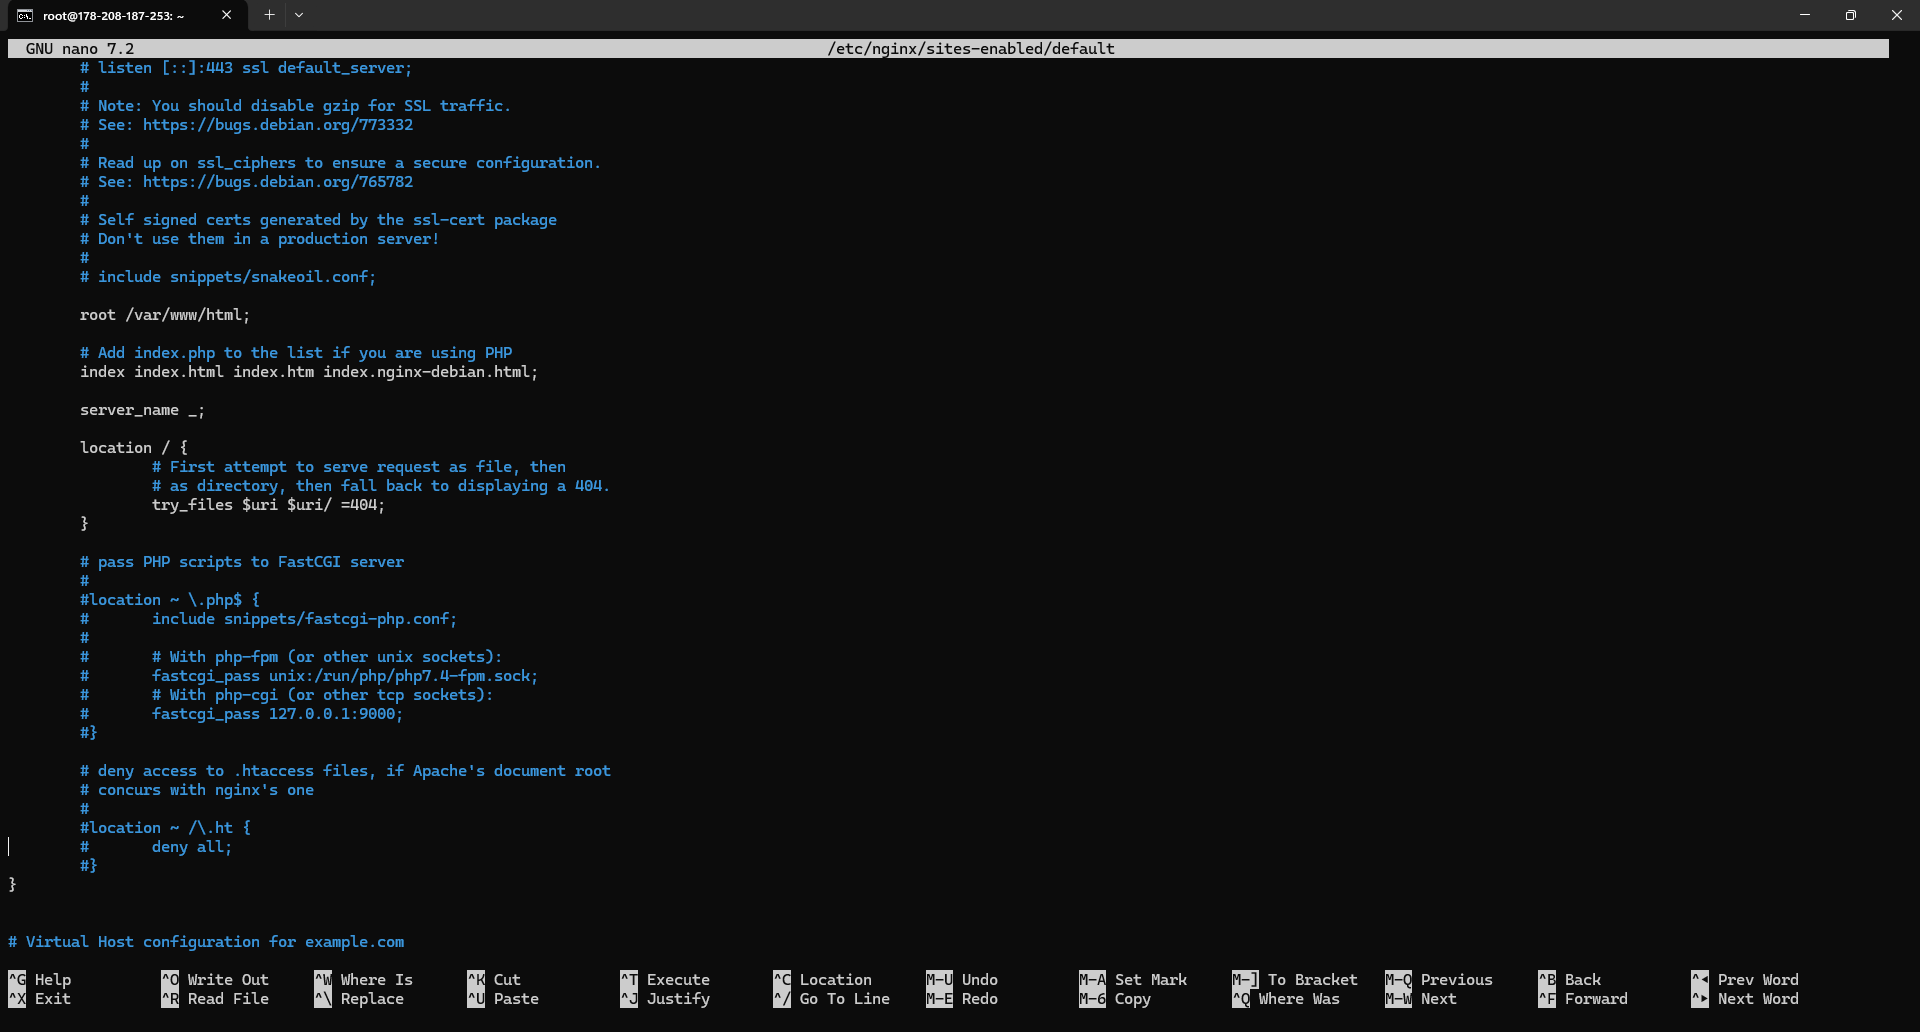 root@178-208-187-253: ~
GNU nano 7.2 /etc/nginx/sites-enabled/default
# listen [::]:443 ssl default_server;
#
# Note: You should disable gzip for SSL traffic.
# See: https://bugs.debian.org/773332
#
# Read up on ssl_ciphers to ensure a secure configuration.
# See: https://bugs.debian.org/765782
#
# Self signed certs generated by the ssl-cert package
# Don't use them in a production server!
#
# include snippets/snakeoil.conf;
root /var/www/html;
# Add index.php to the list if you are using PHP
index index.html index.htm index.nginx-debian.html;
server_name _;
location / {
# First attempt to serve request as file, then
# as directory, then fall back to displaying a 404.
try_files $uri $uri/ =404;
}
# pass PHP scripts to FastCGI server
#
#location ~ \.php$ {
#       include snippets/fastcgi-php.conf;
#
#       # With php-fpm (or other unix sockets):
#       fastcgi_pass unix:/run/php/php7.4-fpm.sock;
#       # With php-cgi (or other tcp sockets):
#       fastcgi_pass 127.0.0.1:9000;
#}
# deny access to .htaccess files, if Apache's document root
# concurs with nginx's one
#
#location ~ /\.ht {
#       deny all;
#}
}
# Virtual Host configuration for example.com
^G Help ^O Write Out ^W Where Is ^K Cut ^T Execute ^C Location M-U Undo M-A Set Mark M-] To Bracket M-Q Previous ^B Back ^◂ Prev Word
^X Exit ^R Read File ^\ Replace ^U Paste ^J Justify ^/ Go To Line M-E Redo M-6 Copy ^Q Where Was M-W Next ^F Forward ^▸ Next Word